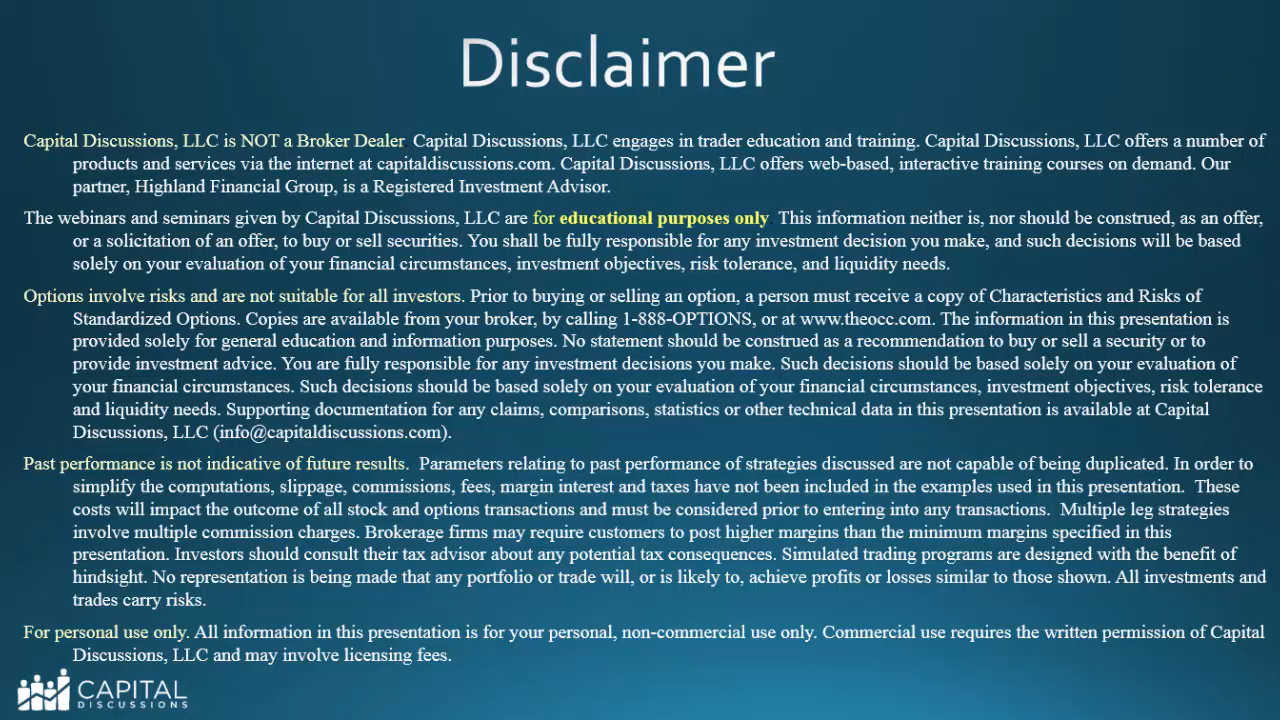 Disclaimer
Capital Discussions, LLC is NOT a Broker Dealer. Capital Discussions, LLC engages in trader education and training. Capital Discussions, LLC offers a number of
products and services via the internet at capitaldiscussions.com. Capital Discussions, LLC offers web-based, interactive training courses on demand. Our
partner, Highland Financial Group, is a Registered Investment Advisor.
The webinars and seminars given by Capital Discussions, LLC are for educational purposes only. This information neither is, nor should be construed, as an offer,
or a solicitation of an offer, to buy or sell securities. You shall be fully responsible for any investment decision you make, and such decisions will be based
solely on your evaluation of your financial circumstances, investment objectives, risk tolerance, and liquidity needs.
Options involve risks and are not suitable for all investors. Prior to buying or selling an option, a person must receive a copy of Characteristics and Risks of
Standardized Options. Copies are available from your broker, by calling 1-888-OPTIONS, or at www.theocc.com. The information in this presentation is
provided solely for general education and information purposes. No statement should be construed as a recommendation to buy or sell a security or to
provide investment advice. You are fully responsible for any investment decisions you make. Such decisions should be based solely on your evaluation of
your financial circumstances. Such decisions should be based solely on your evaluation of your financial circumstances, investment objectives, risk tolerance
and liquidity needs. Supporting documentation for any claims, comparisons, statistics or other technical data in this presentation is available at Capital
Discussions, LLC (info@capitaldiscussions.com).
Past performance is not indicative of future results. Parameters relating to past performance of strategies discussed are not capable of being duplicated. In order to
simplify the computations, slippage, commissions, fees, margin interest and taxes have not been included in the examples used in this presentation. These
costs will impact the outcome of all stock and options transactions and must be considered prior to entering into any transactions. Multiple leg strategies
involve multiple commission charges. Brokerage firms may require customers to post higher margins than the minimum margins specified in this
presentation. Investors should consult their tax advisor about any potential tax consequences. Simulated trading programs are designed with the benefit of
hindsight. No representation is being made that any portfolio or trade will, or is likely to, achieve profits or losses similar to those shown. All investments and
trades carry risks.
For personal use only. All information in this presentation is for your personal, non-commercial use only. Commercial use requires the written permission of Capital
Discussions, LLC and may involve licensing fees.
CAPITAL
DISCUSSIONS